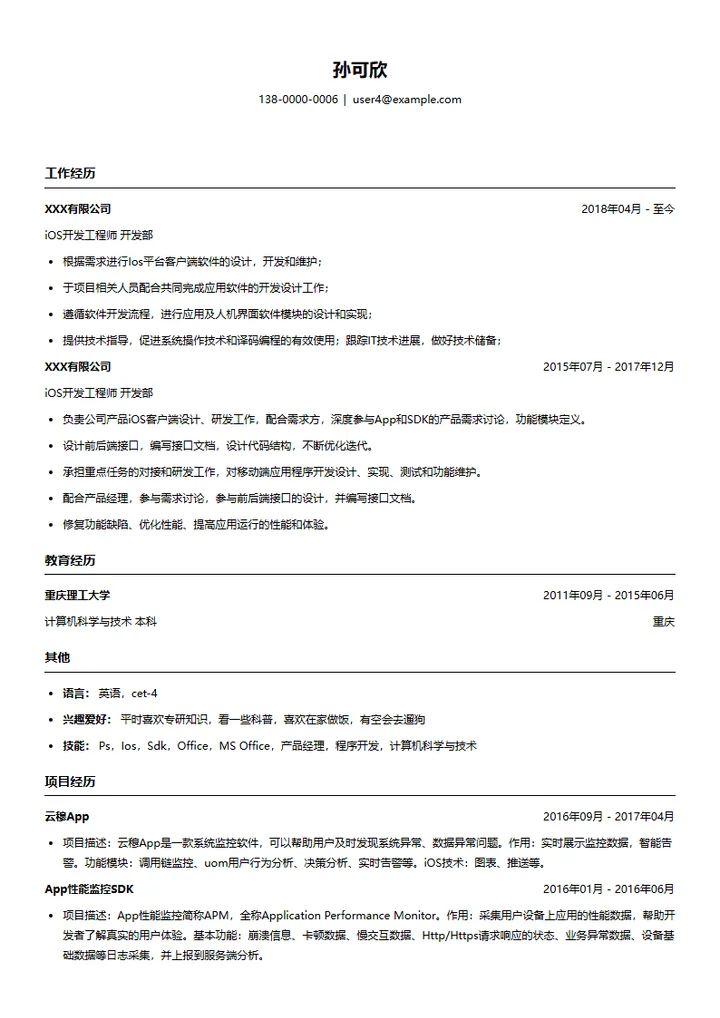 孙可欣
138-0000-0006 | user4@example.com
工作经历
XXX有限公司 2018年04月 - 至今
iOS开发工程师 开发部
• 根据需求进行Ios平台客户端软件的设计，开发和维护；
• 于项目相关人员配合共同完成应用软件的开发设计工作；
• 遵循软件开发流程，进行应用及人机界面软件模块的设计和实现；
• 提供技术指导，促进系统操作技术和译码编程的有效使用；跟踪IT技术进展，做好技术储备；
XXX有限公司 2015年07月 - 2017年12月
iOS开发工程师 开发部
• 负责公司产品iOS客户端设计、研发工作，配合需求方，深度参与App和SDK的产品需求讨论，功能模块定义。
• 设计前后端接口，编写接口文档，设计代码结构，不断优化迭代。
• 承担重点任务的对接和研发工作，对移动端应用程序开发设计、实现、测试和功能维护。
• 配合产品经理，参与需求讨论，参与前后端接口的设计，并编写接口文档。
• 修复功能缺陷、优化性能、提高应用运行的性能和体验。
教育经历
重庆理工大学 2011年09月 - 2015年06月
计算机科学与技术 本科 重庆
其他
• 语言： 英语，cet-4
• 兴趣爱好： 平时喜欢专研知识，看一些科普，喜欢在家做饭，有空会去遛狗
• 技能： Ps，Ios，Sdk，Office，MS Office，产品经理，程序开发，计算机科学与技术
项目经历
云穆App 2016年09月 - 2017年04月
• 项目描述：云穆App是一款系统监控软件，可以帮助用户及时发现系统异常、数据异常问题。作用：实时展示监控数据，智能告
警。功能模块：调用链监控、uom用户行为分析、决策分析、实时告警等。iOS技术：图表、推送等。
App性能监控SDK 2016年01月 - 2016年06月
• 项目描述：App性能监控简称APM，全称Application Performance Monitor。作用：采集用户设备上应用的性能数据，帮助开
发者了解真实的用户体验。基本功能：崩溃信息、卡顿数据、慢交互数据、Http/Https请求响应的状态、业务异常数据、设备基
础数据等日志采集，并上报到服务端分析。